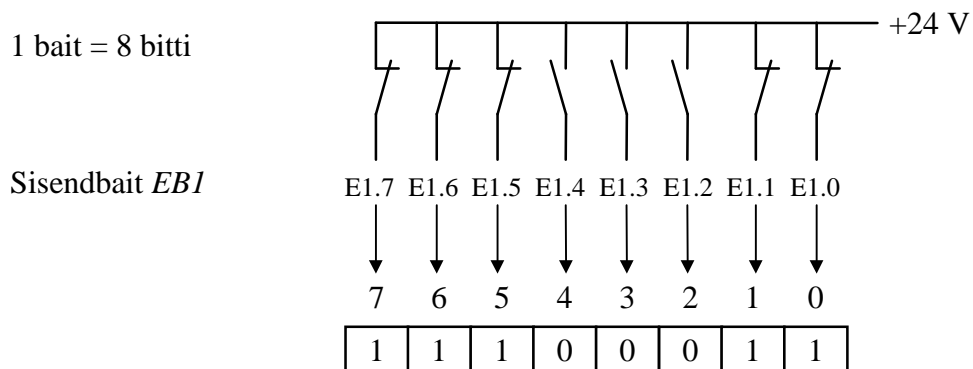 +24 V
1 bait = 8 bitti
Sisendbait EB1
E1.7 E1.6 E1.5 E1.4 E1.3 E1.2 E1.1 E1.0
7 6 5 4 3 2 1 0
1 1 1 0 0 0 1 1